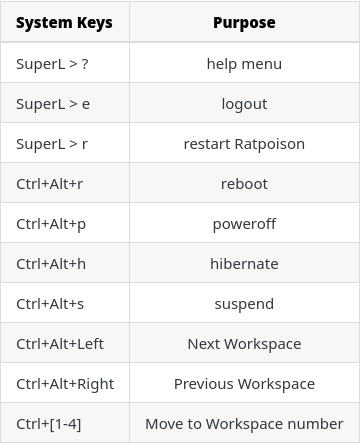 System Keys Purpose
SuperL > ? help menu
SuperL > e logout
SuperL > r restart Ratpoison
Ctrl+Alt+r reboot
Ctrl+Alt+p poweroff
Ctrl+Alt+h hibernate
Ctrl+Alt+s suspend
Ctrl+Alt+Left Next Workspace
Ctrl+Alt+Right Previous Workspace
Ctrl+[1-4] Move to Workspace number